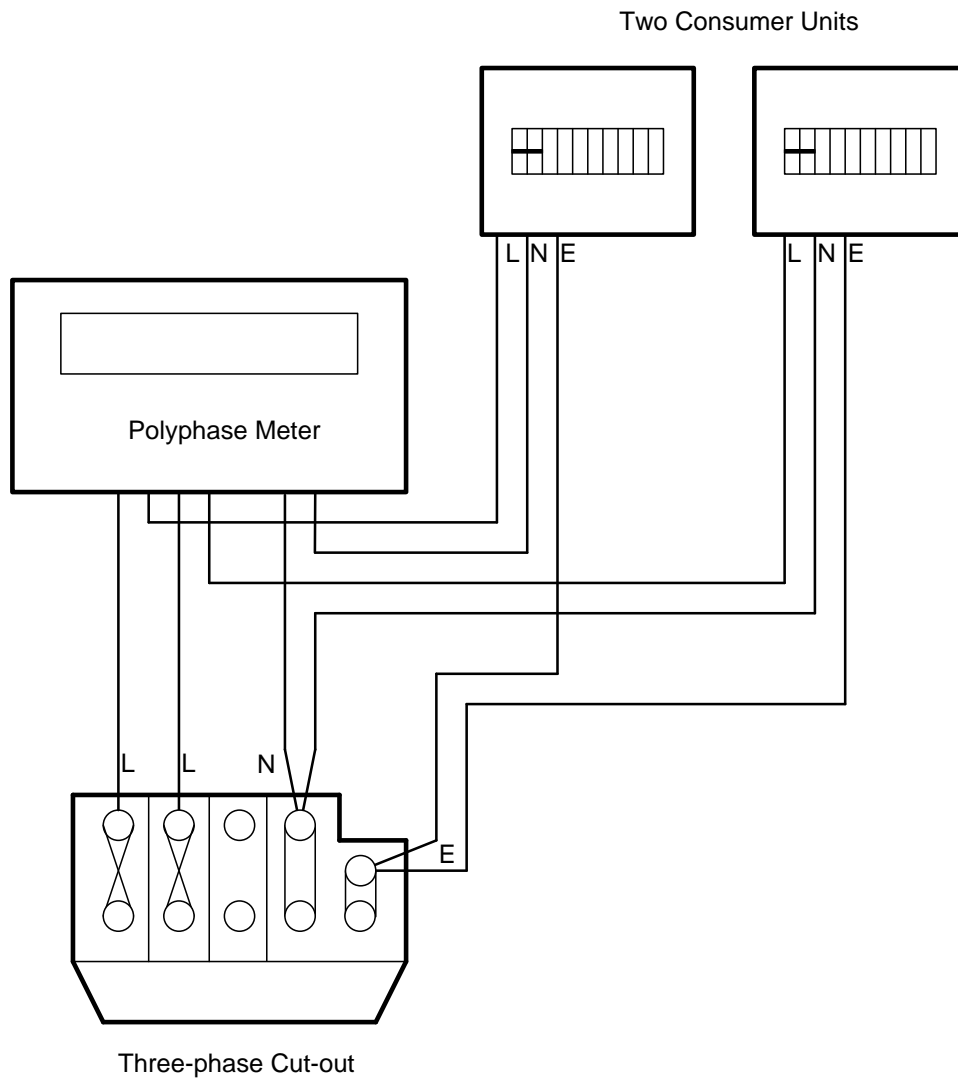 Two Consumer Units
L N E
L N E
Polyphase Meter
L
L
N
E
Three-phase Cut-out